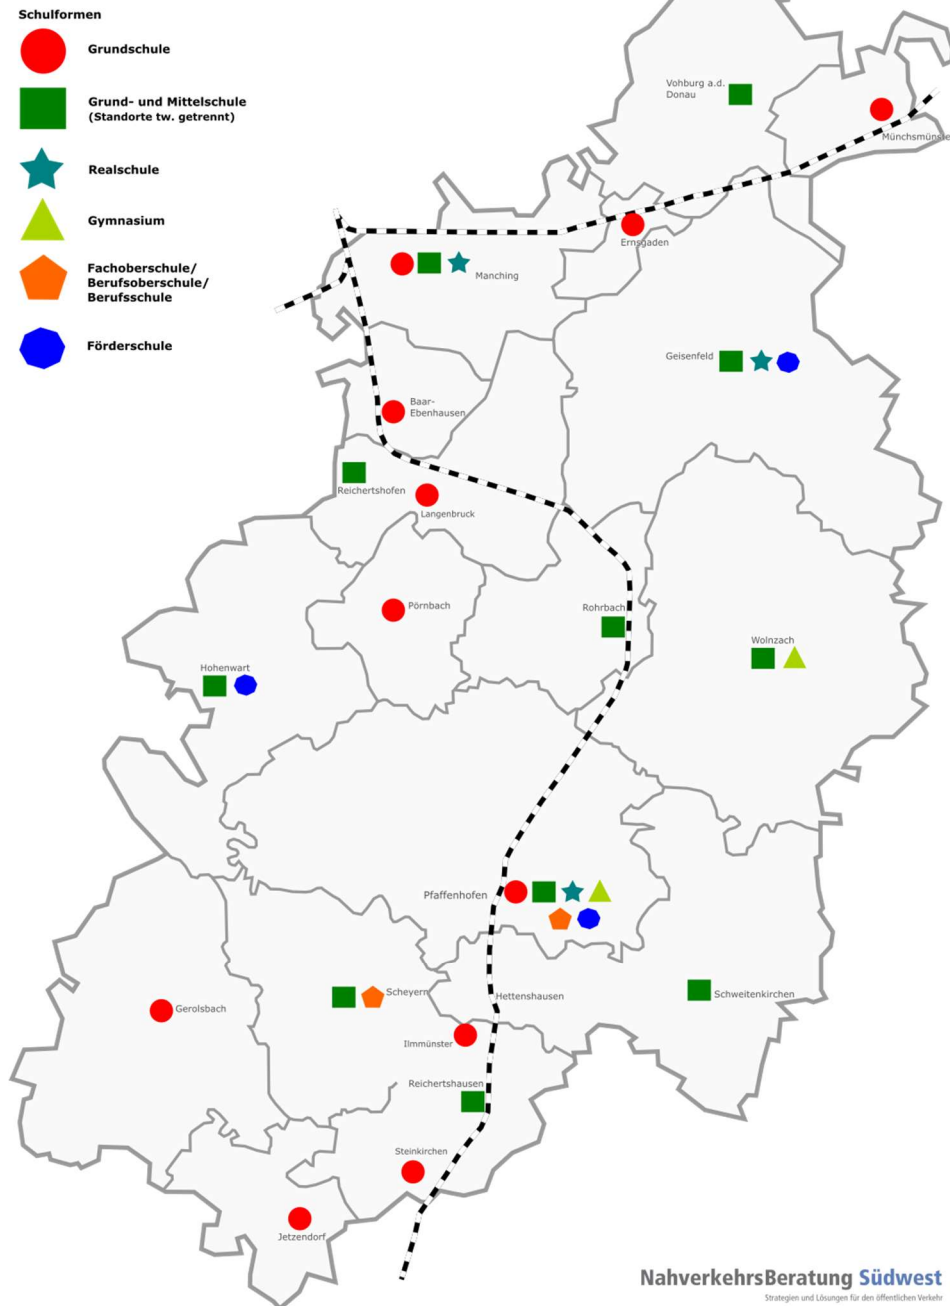 Schulformen
Grundschule
Grund- und Mittelschule
(Standorte tw. getrennt)
Realschule
Gymnasium
Fachoberschule/
Berufsoberschule/
Berufsschule
Förderschule
Vohburg a.d.
Donau
Münchsmünste
Ernsgaden
Manching
Geisenfeld
Baar-
Ebenhausen
Reichertshofen
Langenbruck
Pörnbach
Rohrbach
Wolnzach
Hohenwart
Pfaffenhofen
Scheyern
Hettenshausen
Schweitenkirchen
Gerolsbach
Ilmmünster
Reichertshausen
Steinkirchen
Jetzendorf
NahverkehrsBeratung Südwest
Strategien und Lösungen für den öffentlichen Verkehr